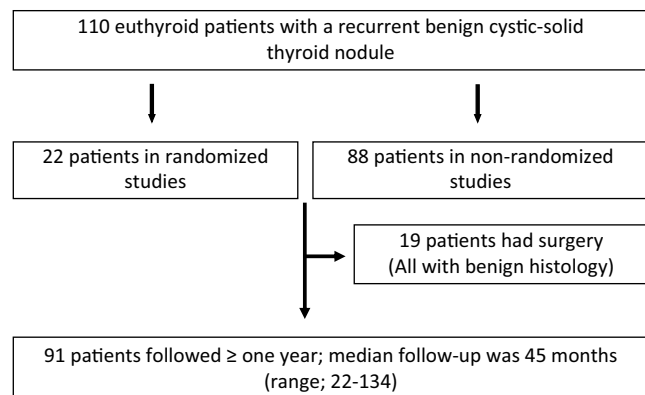 110 euthyroid patients with a recurrent benign cystic-solid
thyroid nodule
22 patients in randomized
studies
88 patients in non-randomized
studies
19 patients had surgery
(All with benign histology)
91 patients followed ≥ one year; median follow-up was 45 months
(range; 22-134)